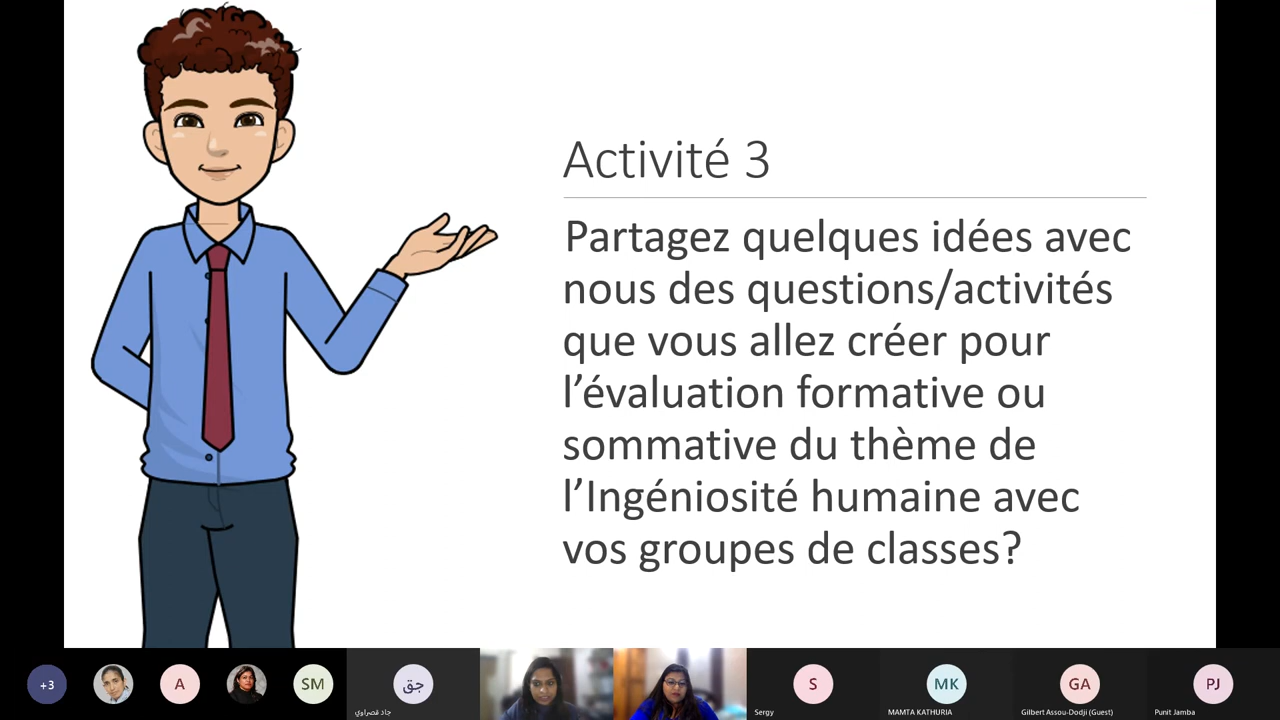 Activité 3
Partagez quelques idées avec
nous des questions/activités
que vous allez créer pour
l’évaluation formative ou
sommative du thème de
l’Ingéniosité humaine avec
vos groupes de classes?
+3
A
SM
جق
جاد قصراوي
S
Sergy
MK
MAMTA KATHURIA
GA
Gilbert Assou-Dodji (Guest)
PJ
Punit Jamba